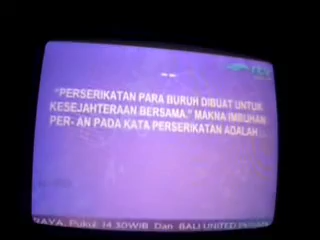 "PERSERIKATAN PARA BURUH DIBUAT UNTUK
KESEJAHTERAAN BERSAMA." MAKNA IMBUHAN
PER- AN PADA KATA PERSERIKATAN ADALAH ...
Pukul 14.30WIB Dan BALI UNITED